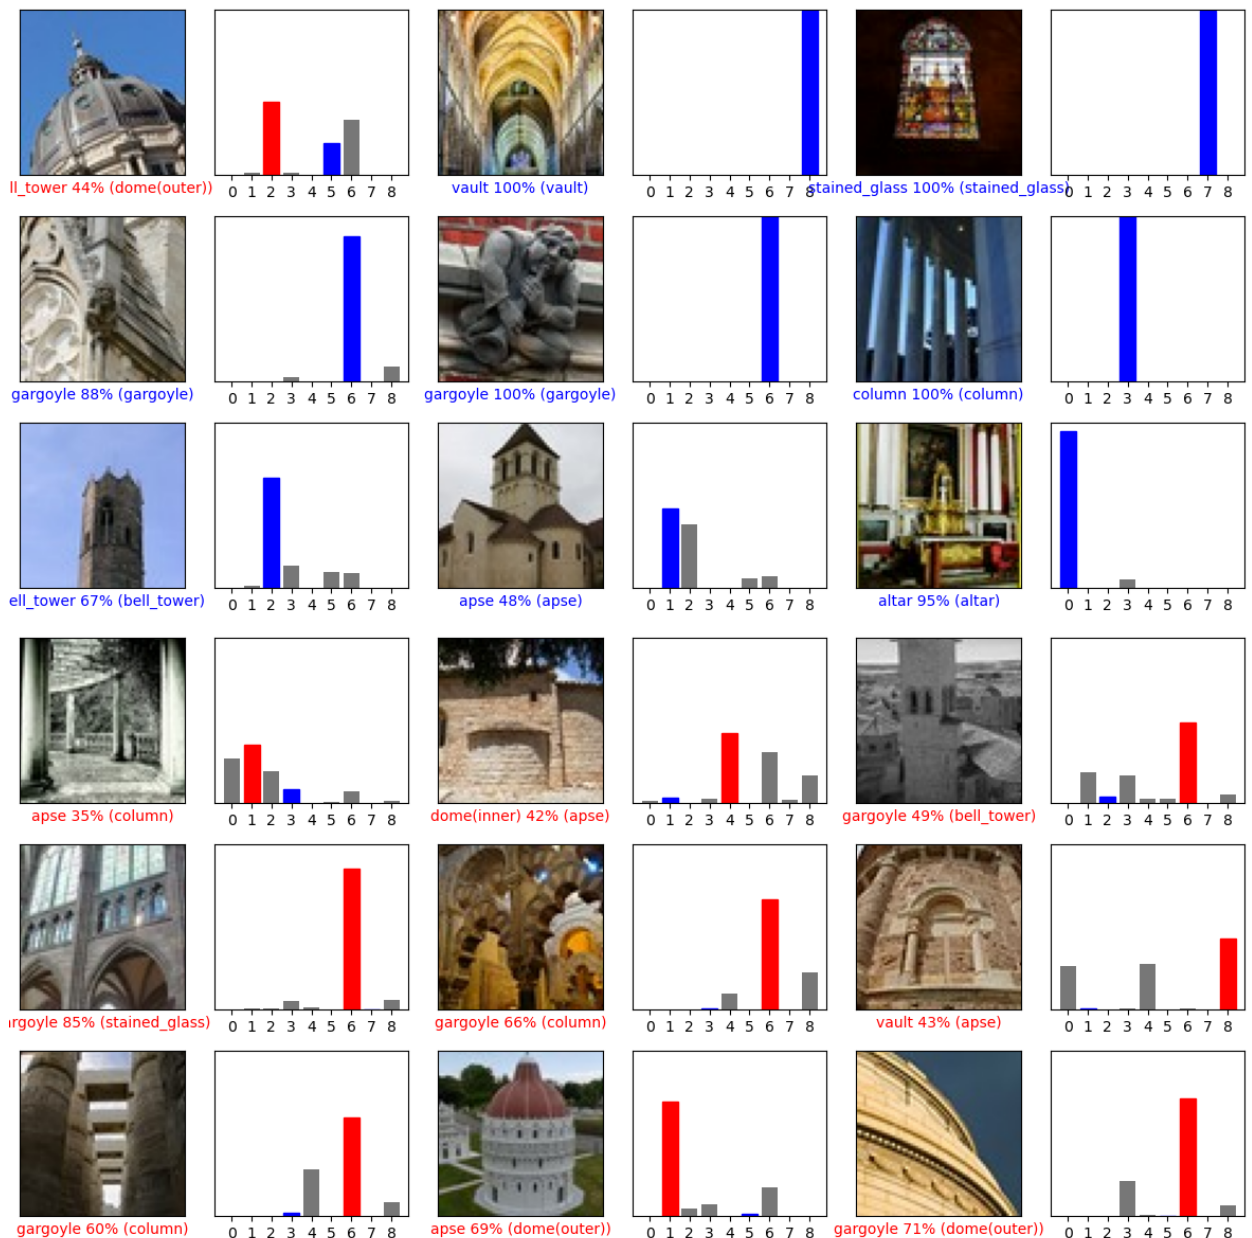 ll_tower 44% (dome(outer))
0 1 2 3 4 5 6 7 8
vault 100% (vault)
0 1 2 3 4 5 6 7 8
stained_glass 100% (stained_glass)
0 1 2 3 4 5 6 7 8
gargoyle 88% (gargoyle)
0 1 2 3 4 5 6 7 8
gargoyle 100% (gargoyle)
0 1 2 3 4 5 6 7 8
column 100% (column)
0 1 2 3 4 5 6 7 8
ell_tower 67% (bell_tower)
0 1 2 3 4 5 6 7 8
apse 48% (apse)
0 1 2 3 4 5 6 7 8
altar 95% (altar)
0 1 2 3 4 5 6 7 8
apse 35% (column)
0 1 2 3 4 5 6 7 8
dome(inner) 42% (apse)
0 1 2 3 4 5 6 7 8
gargoyle 49% (bell_tower)
0 1 2 3 4 5 6 7 8
rgoyle 85% (stained_glass)
0 1 2 3 4 5 6 7 8
gargoyle 66% (column)
0 1 2 3 4 5 6 7 8
vault 43% (apse)
0 1 2 3 4 5 6 7 8
gargoyle 60% (column)
0 1 2 3 4 5 6 7 8
apse 69% (dome(outer))
0 1 2 3 4 5 6 7 8
gargoyle 71% (dome(outer))
0 1 2 3 4 5 6 7 8